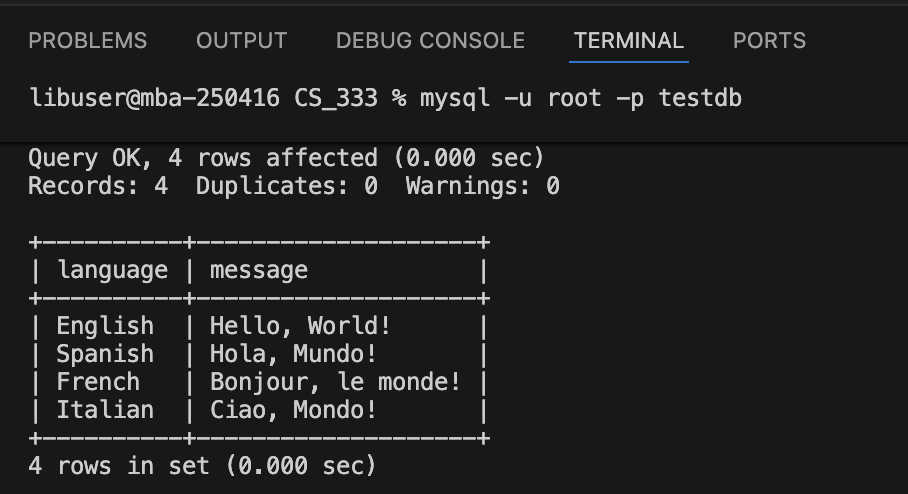 PROBLEMS OUTPUT DEBUG CONSOLE TERMINAL PORTS
libuser@mba-250416 CS_333 % mysql -u root -p testdb
Query OK, 4 rows affected (0.000 sec)
Records: 4  Duplicates: 0  Warnings: 0
+----------+--------------------+
| language | message            |
+----------+--------------------+
| English  | Hello, World!      |
| Spanish  | Hola, Mundo!       |
| French   | Bonjour, le monde! |
| Italian  | Ciao, Mondo!       |
+----------+--------------------+
4 rows in set (0.000 sec)